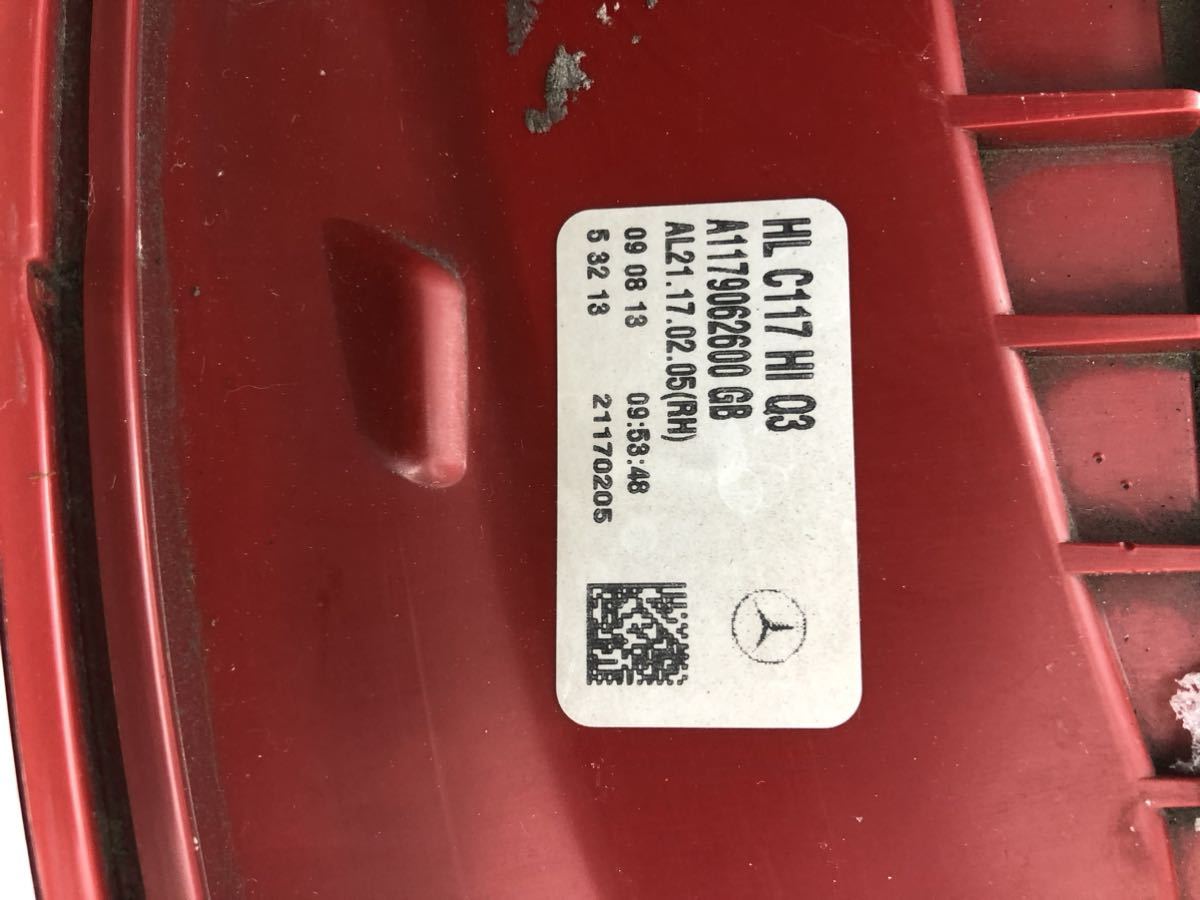 HL C117 HI Q3
A1179062600 GB
AL21.17.02.05(RH)
09 08 13 09:53:48
5 32 13 21170205